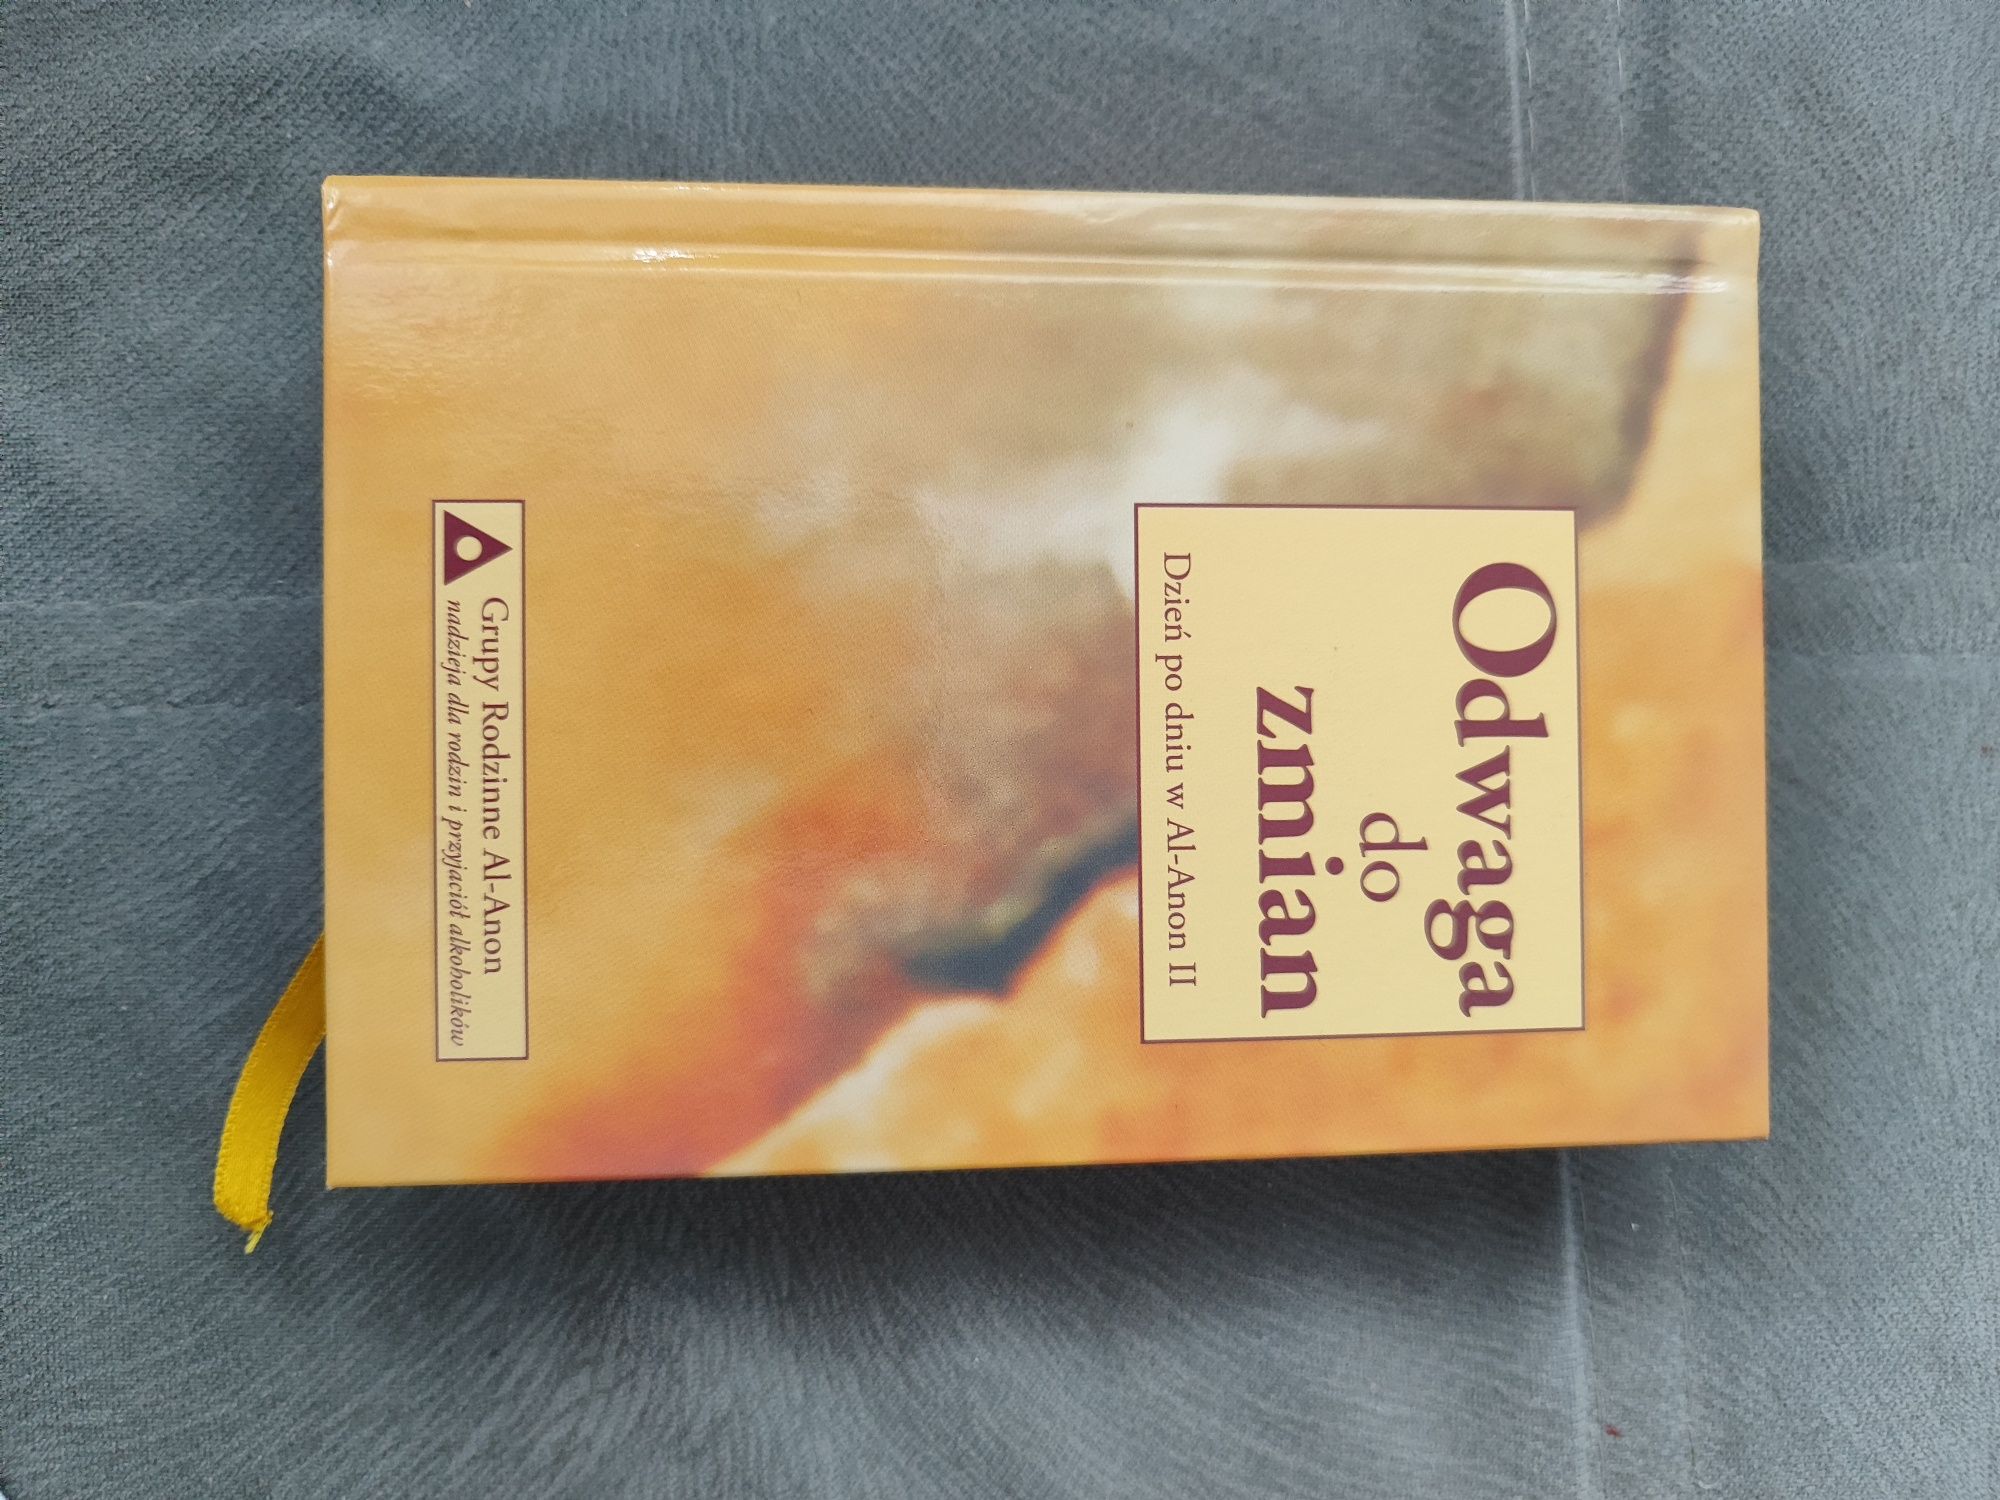 Odwaga
do
zmian
Dzień po dniu w Al-Anon II
Grupy Rodzinne Al-Anon
nadzieja dla rodzin i przyjaciół alkoholików